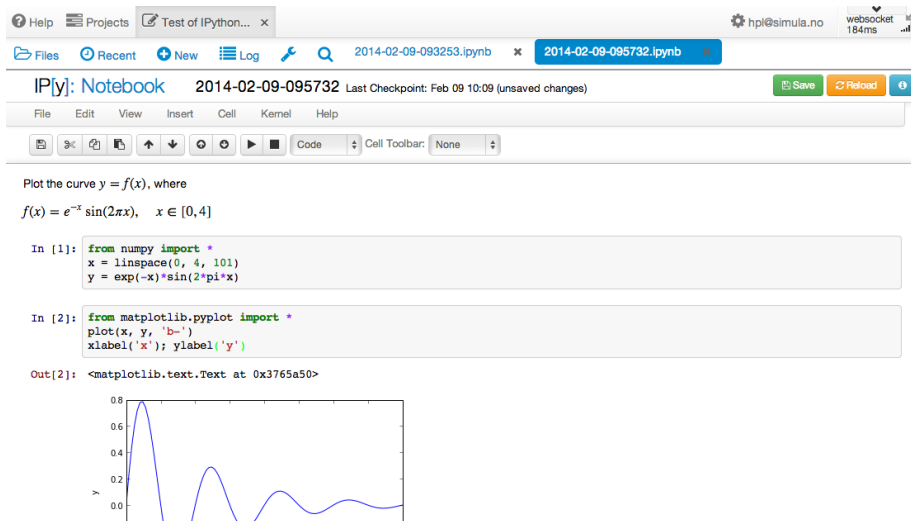 Help Projects Test of IPython... × hpl@simula.no websocket
184ms
Files Recent New Log 2014-02-09-093253.ipynb × 2014-02-09-095732.ipynb ×
IP[y]: Notebook 2014-02-09-095732 Last Checkpoint: Feb 09 10:09 (unsaved changes) Save Reload
File Edit View Insert Cell Kernel Help
Code Cell Toolbar: None
Plot the curve y = f(x), where
f(x) = e^{-x} sin(2πx), x ∈ [0, 4]
In [1]: from numpy import *
x = linspace(0, 4, 101)
y = exp(-x)*sin(2*pi*x)
In [2]: from matplotlib.pyplot import *
plot(x, y, 'b-')
xlabel('x'); ylabel('y')
Out[2]: <matplotlib.text.Text at 0x3765a50>
0.8
0.6
0.4
0.2
y
0.0